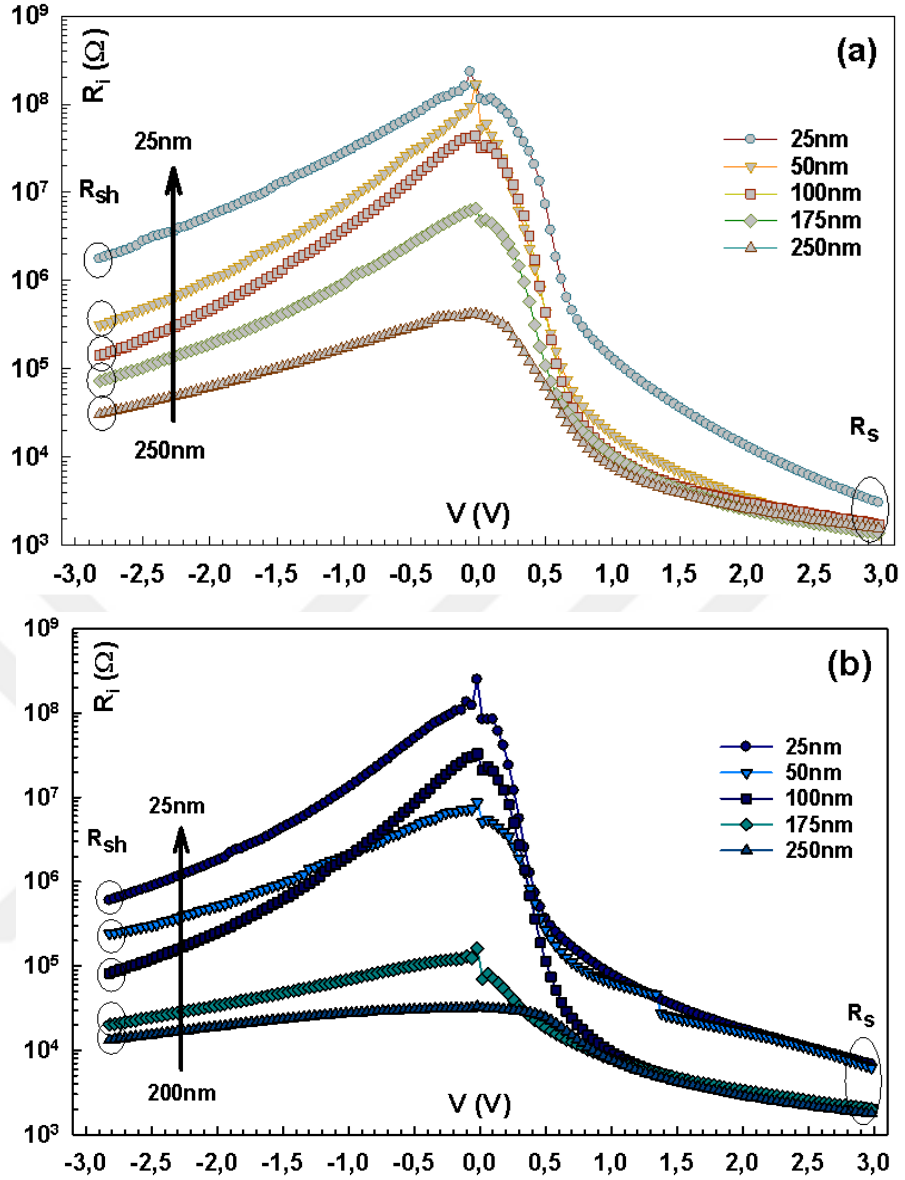 10⁹
10⁸
10⁷
10⁶
10⁵
10⁴
10³
Rᵢ (Ω)
(a)
25nm
Rsh
250nm
25nm
50nm
100nm
175nm
250nm
Rs
V (V)
-3,0 -2,5 -2,0 -1,5 -1,0 -0,5 0,0 0,5 1,0 1,5 2,0 2,5 3,0
10⁹
10⁸
10⁷
10⁶
10⁵
10⁴
10³
Rᵢ (Ω)
(b)
25nm
Rsh
200nm
25nm
50nm
100nm
175nm
250nm
Rs
V (V)
-3,0 -2,5 -2,0 -1,5 -1,0 -0,5 0,0 0,5 1,0 1,5 2,0 2,5 3,0